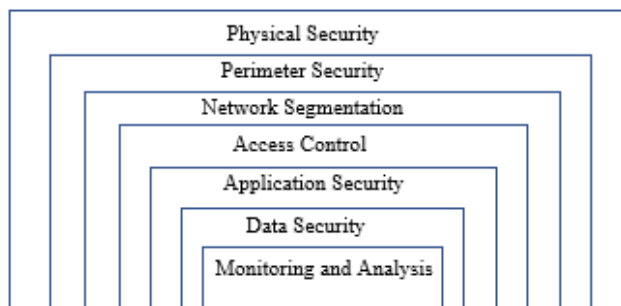 Physical Security
Perimeter Security
Network Segmentation
Access Control
Application Security
Data Security
Monitoring and Analysis